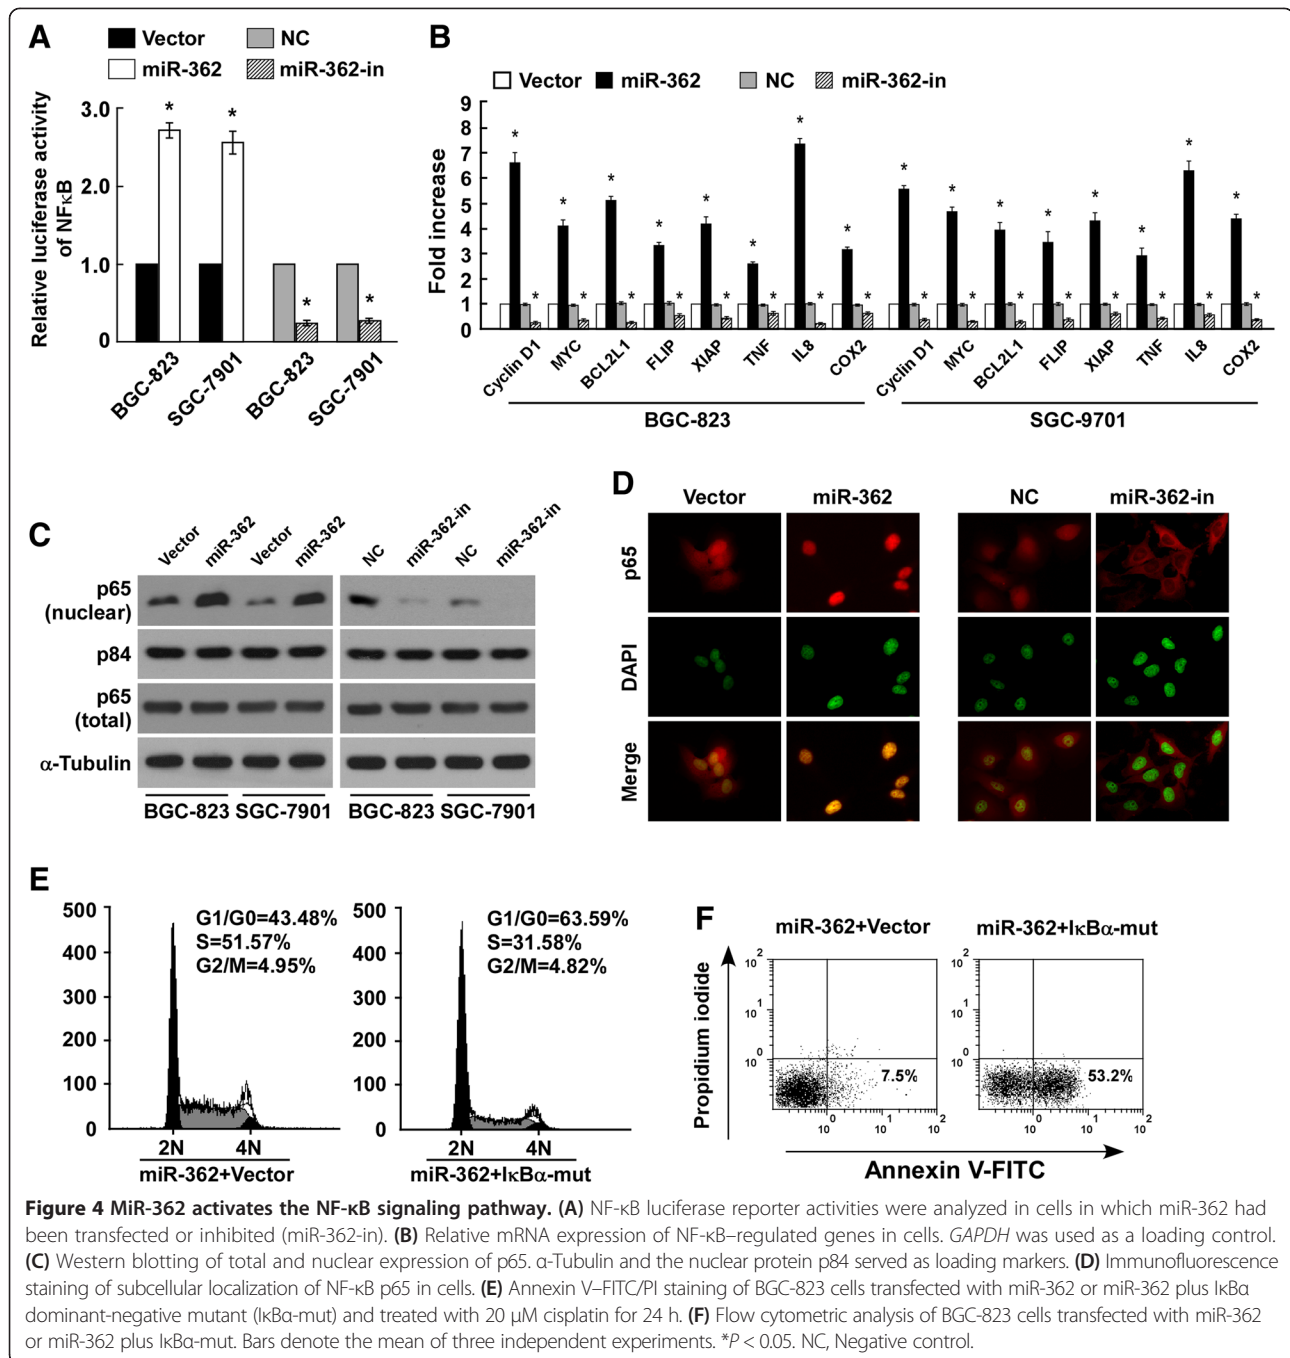 A
Vector
NC
miR-362
miR-362-in
Relative luciferase activity
of NFκB
3.0
2.0
1.0
0
*
*
*
*
BGC-823
SGC-7901
BGC-823
SGC-7901
B
Vector
miR-362
NC
miR-362-in
Fold increase
9
8
7
6
5
4
3
2
1
0
* * * * * * * * * * * * * * * *
* * * * * * * * * * * * * * * *
Cyclin D1
MYC
BCL2L1
FLIP
XIAP
TNF
IL8
COX2
Cyclin D1
MYC
BCL2L1
FLIP
XIAP
TNF
IL8
COX2
BGC-823
SGC-9701
C
Vector
miR-362
Vector
miR-362
NC
miR-362-in
NC
miR-362-in
p65
(nuclear)
p84
p65
(total)
α-Tubulin
BGC-823
SGC-7901
BGC-823
SGC-7901
D
Vector
miR-362
NC
miR-362-in
p65
DAPI
Merge
E
500
400
300
200
100
0
G1/G0=43.48%
S=51.57%
G2/M=4.95%
2N
4N
miR-362+Vector
500
400
300
200
100
0
G1/G0=63.59%
S=31.58%
G2/M=4.82%
2N
4N
miR-362+IκBα-mut
F
miR-362+Vector
miR-362+IκBα-mut
Propidium iodide
10²
10¹
10⁰
7.5%
10⁰
10¹
10²
10²
10¹
10⁰
53.2%
10⁰
10¹
10²
Annexin V-FITC
Figure 4 MiR-362 activates the NF-κB signaling pathway. (A) NF-κB luciferase reporter activities were analyzed in cells in which miR-362 had
been transfected or inhibited (miR-362-in). (B) Relative mRNA expression of NF-κB–regulated genes in cells. GAPDH was used as a loading control.
(C) Western blotting of total and nuclear expression of p65. α-Tubulin and the nuclear protein p84 served as loading markers. (D) Immunofluorescence
staining of subcellular localization of NF-κB p65 in cells. (E) Annexin V–FITC/PI staining of BGC-823 cells transfected with miR-362 or miR-362 plus IκBα
dominant-negative mutant (IκBα-mut) and treated with 20 μM cisplatin for 24 h. (F) Flow cytometric analysis of BGC-823 cells transfected with miR-362
or miR-362 plus IκBα-mut. Bars denote the mean of three independent experiments. *P < 0.05. NC, Negative control.